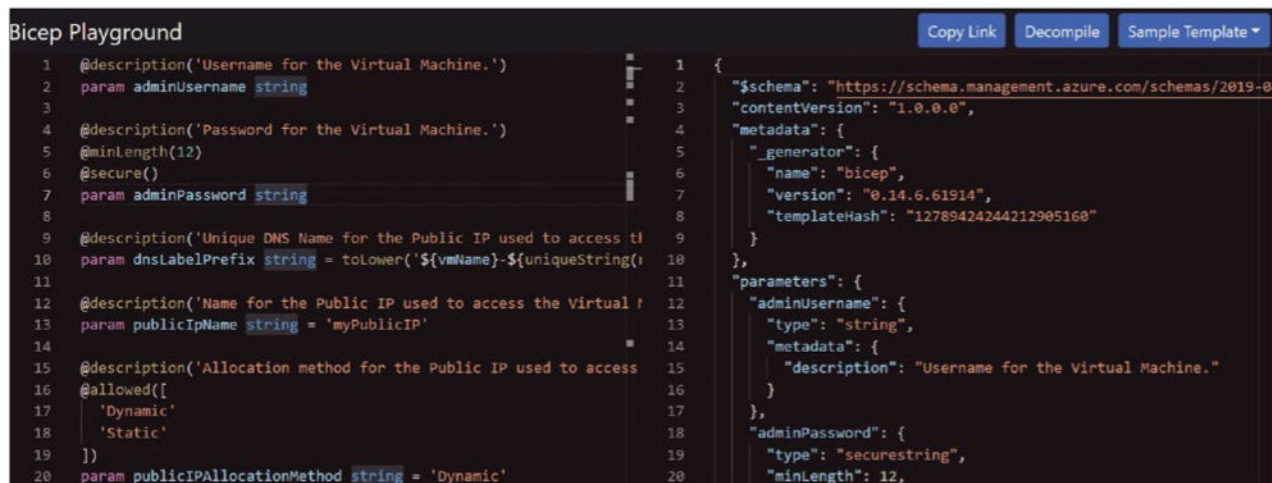 Bicep Playground
Copy Link
Decompile
Sample Template
1 @description('Username for the Virtual Machine.')
2 param adminUsername string
3
4 @description('Password for the Virtual Machine.')
5 @minLength(12)
6 @secure()
7 param adminPassword string
8
9 @description('Unique DNS Name for the Public IP used to access th
10 param dnsLabelPrefix string = toLower('${vmName}-${uniqueString(r
11
12 @description('Name for the Public IP used to access the Virtual M
13 param publicIpName string = 'myPublicIP'
14
15 @description('Allocation method for the Public IP used to access
16 @allowed([
17 'Dynamic'
18 'Static'
19 ])
20 param publicIPAllocationMethod string = 'Dynamic'
1 {
2 "$schema": "https://schema.management.azure.com/schemas/2019-0
3 "contentVersion": "1.0.0.0",
4 "metadata": {
5 "_generator": {
6 "name": "bicep",
7 "version": "0.14.6.61914",
8 "templateHash": "12789424244212905160"
9 }
10 },
11 "parameters": {
12 "adminUsername": {
13 "type": "string",
14 "metadata": {
15 "description": "Username for the Virtual Machine."
16 }
17 },
18 "adminPassword": {
19 "type": "securestring",
20 "minLength": 12,